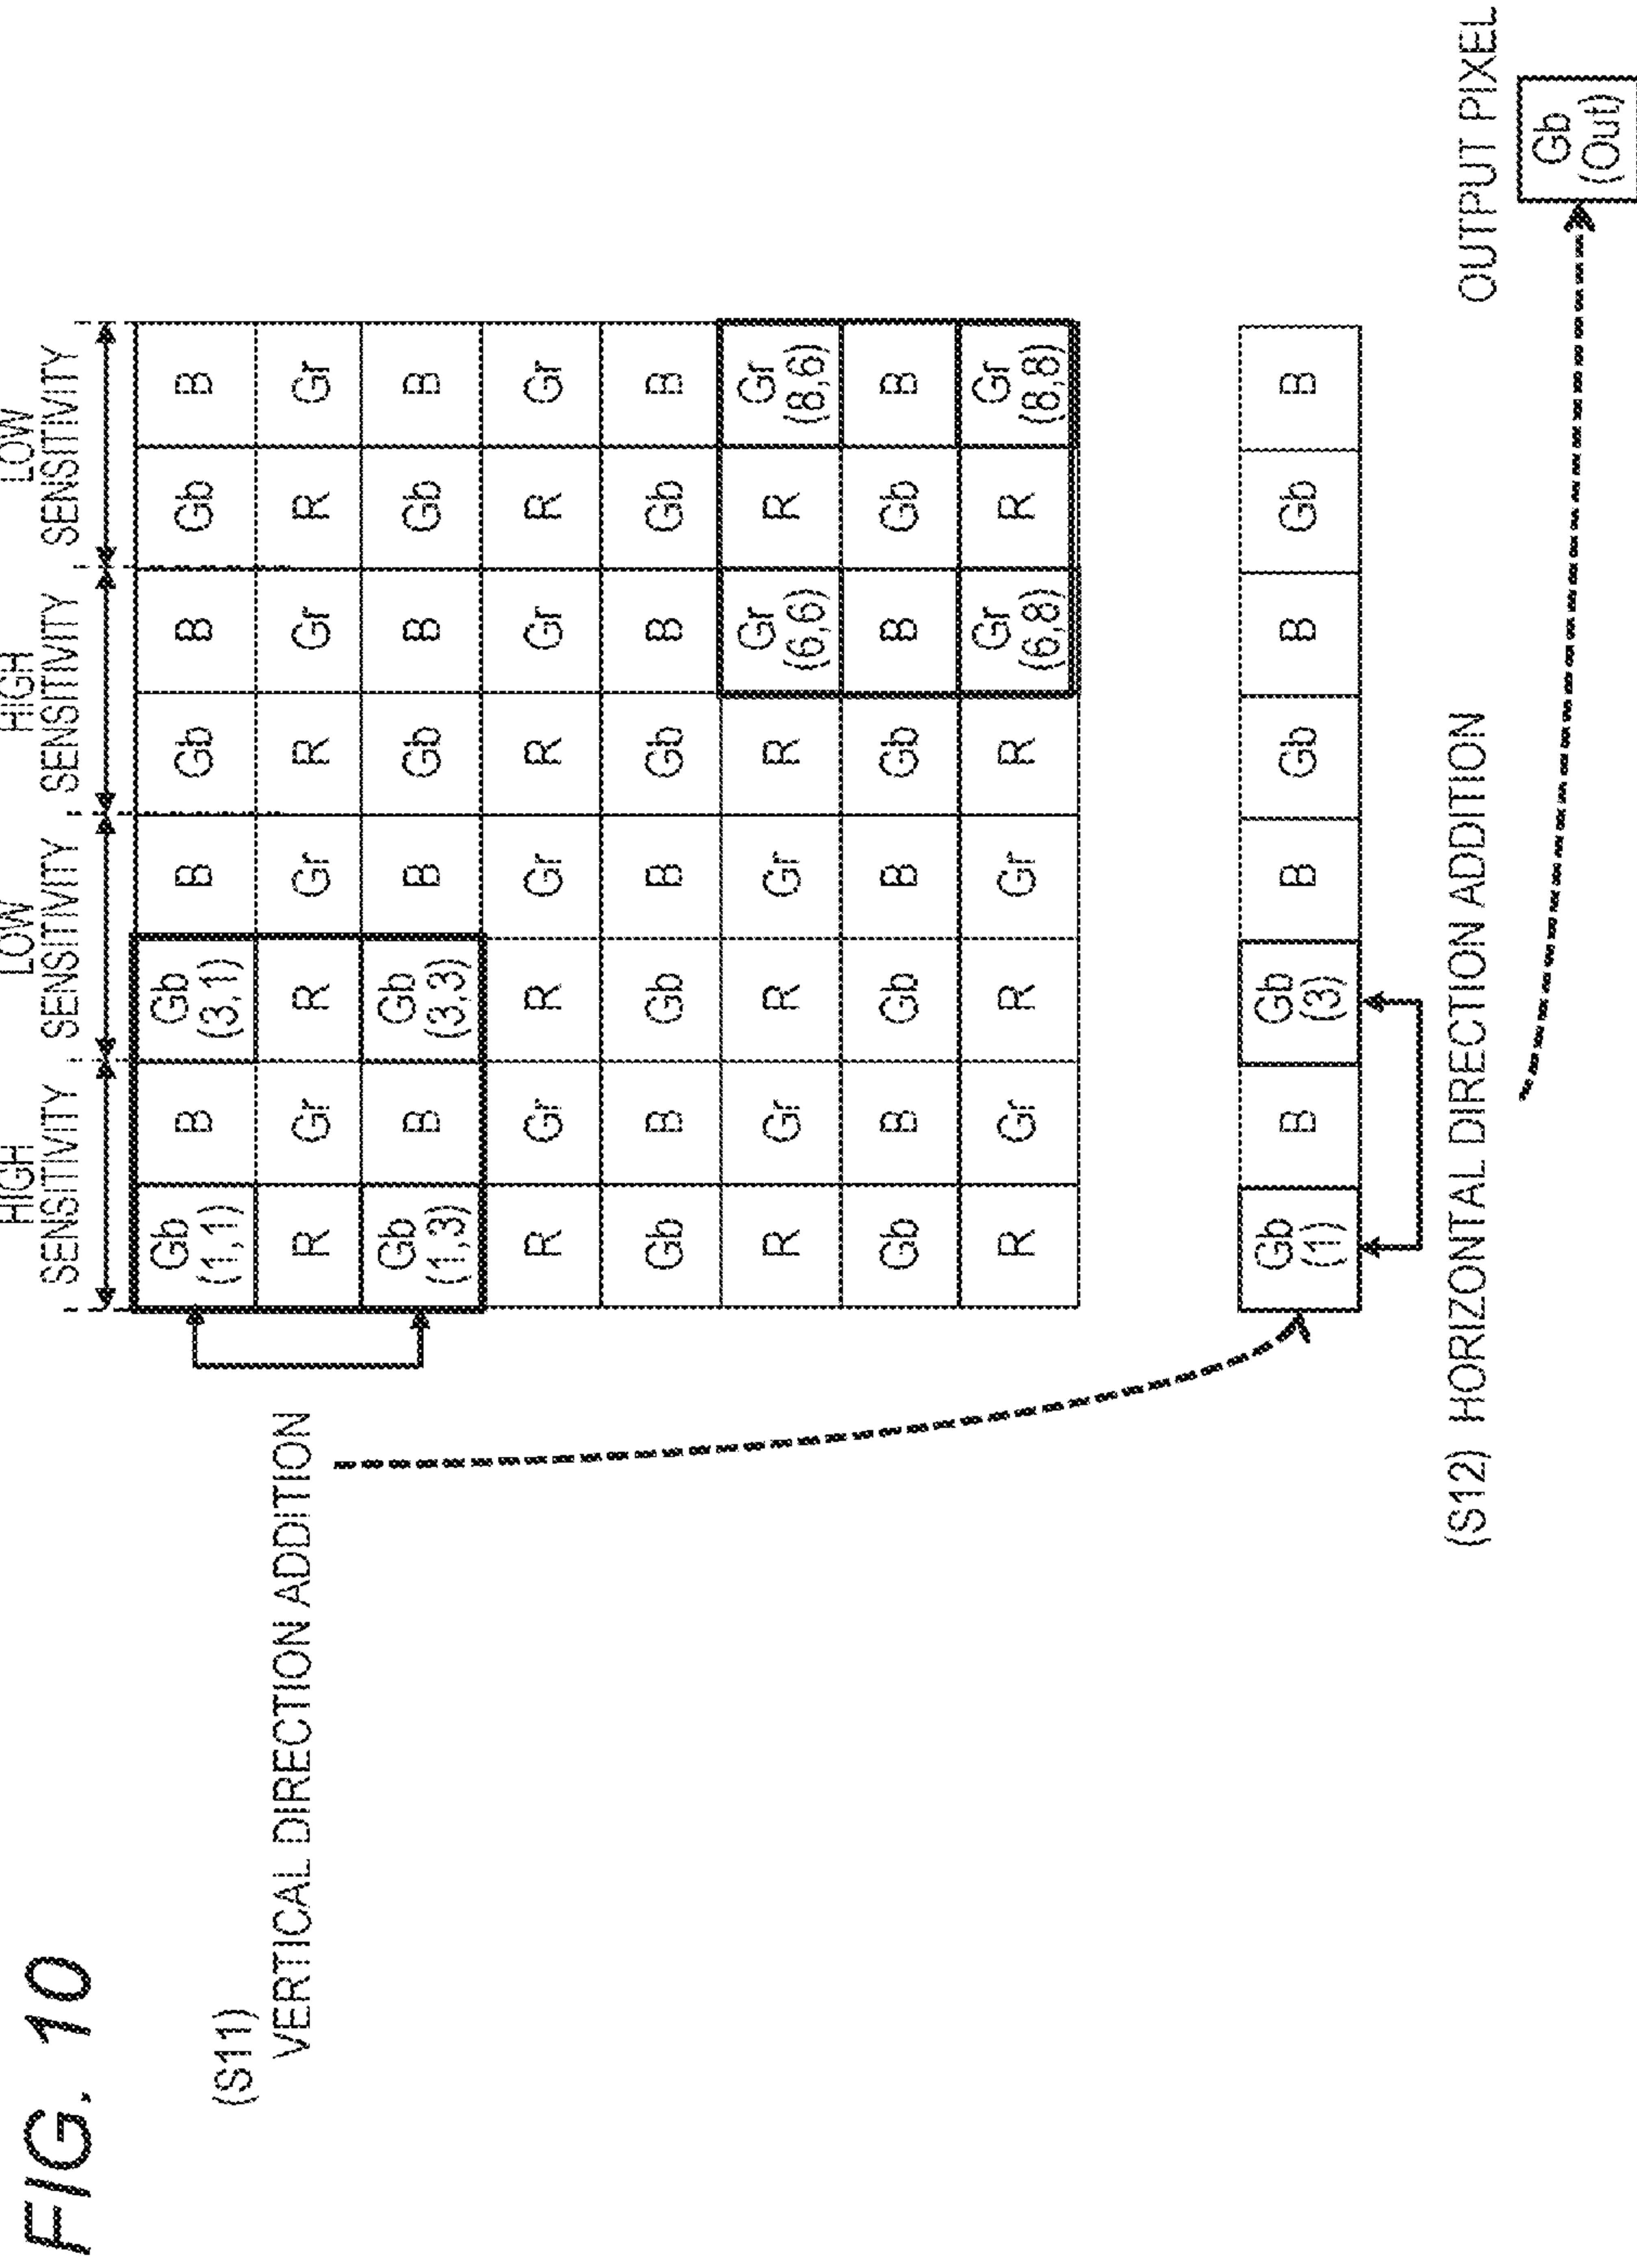 FIG. 10
HIGH SENSITIVITY
LOW SENSITIVITY
HIGH SENSITIVITY
LOW SENSITIVITY
(S11)
VERTICAL DIRECTION ADDITION
Gb (1,1) B Gb (3,1) B Gb B Gb B
R Gr R Gr R Gr R Gr
Gb (1,3) B Gb (3,3) B Gb B Gb B
R Gr R Gr R Gr R Gr
Gb B Gb B Gb B Gb B
R Gr R Gr R Gr (6,6) R Gr (8,6)
Gb B Gb B Gb B Gb B
R Gr R Gr R Gr (6,8) R Gr (8,8)
Gb (1) B Gb (3) B Gb B Gb B
(S12) HORIZONTAL DIRECTION ADDITION
OUTPUT PIXEL
Gb
(Out)